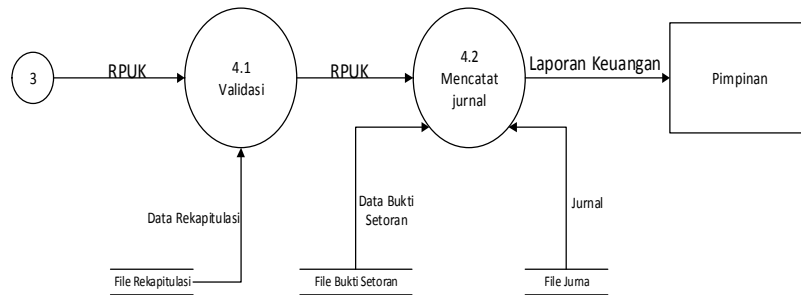 3
RPUK
4.1
Validasi
RPUK
4.2
Mencatat
jurnal
Laporan Keuangan
Pimpinan
Data Rekapitulasi
Data Bukti
Setoran
Jurnal
File Rekapitulasi
File Bukti Setoran
File Jurna